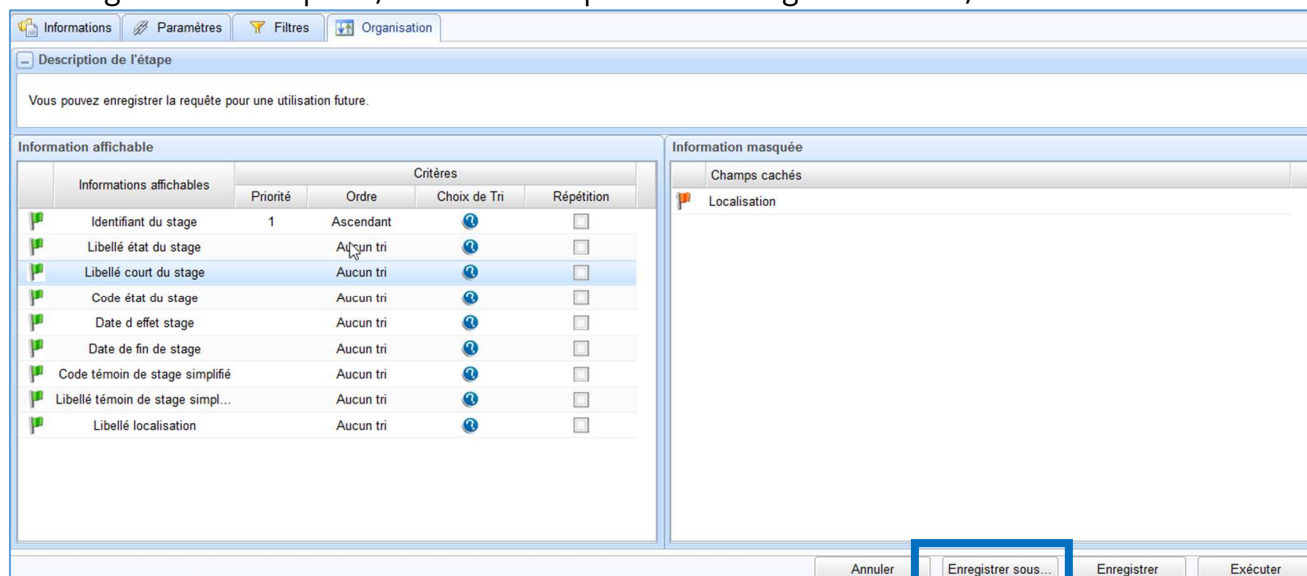 Informations Paramètres Filtres Organisation
Description de l'étape
Vous pouvez enregistrer la requête pour une utilisation future.
Information affichable Information masquée
Informations affichables Critères Champs cachés
Priorité Ordre Choix de Tri Répétition
Identifiant du stage 1 Ascendant Localisation
Libellé état du stage Aucun tri
Libellé court du stage Aucun tri
Code état du stage Aucun tri
Date d effet stage Aucun tri
Date de fin de stage Aucun tri
Code témoin de stage simplifié Aucun tri
Libellé témoin de stage simpl... Aucun tri
Libellé localisation Aucun tri
Annuler Enregistrer sous... Enregistrer Exécuter